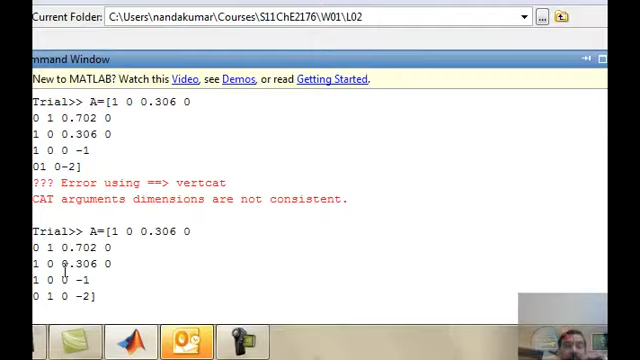 Current Folder: C:\Users\nandakumar\Courses\S11ChE2176\W01\L02
mmand Window
New to MATLAB? Watch this Video, see Demos, or read Getting Started.
Trial>> A=[1 0 0.306 0
0 1 0.702 0
1 0 0.306 0
1 0 0 -1
01 0-2]
??? Error using ==> vertcat
CAT arguments dimensions are not consistent.
Trial>> A=[1 0 0.306 0
0 1 0.702 0
1 0 0.306 0
1 0 0 -1
0 1 0 -2]